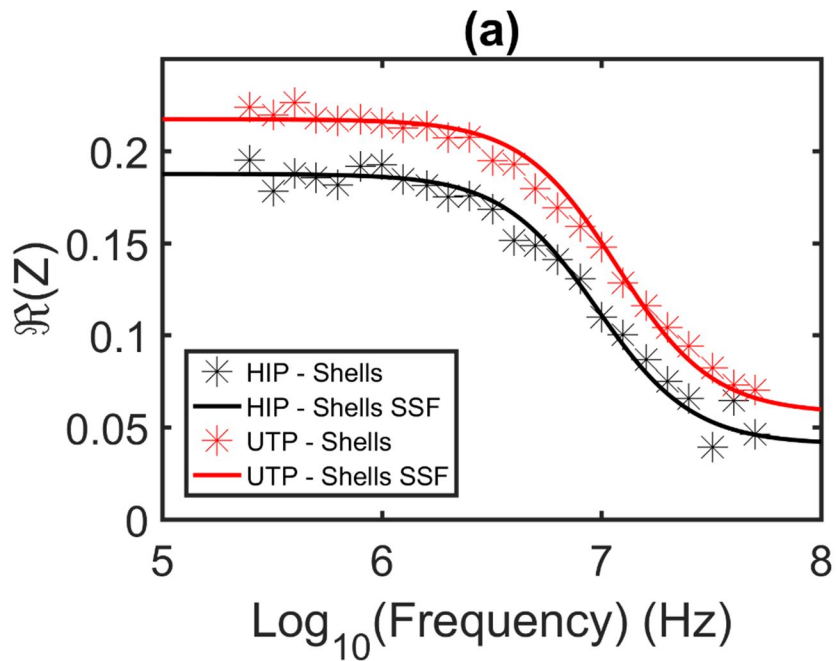 (a)
0.2
0.15
0.1
0.05
0
ℜ(Z)
HIP - Shells
HIP - Shells SSF
UTP - Shells
UTP - Shells SSF
5 6 7 8
Log₁₀(Frequency) (Hz)